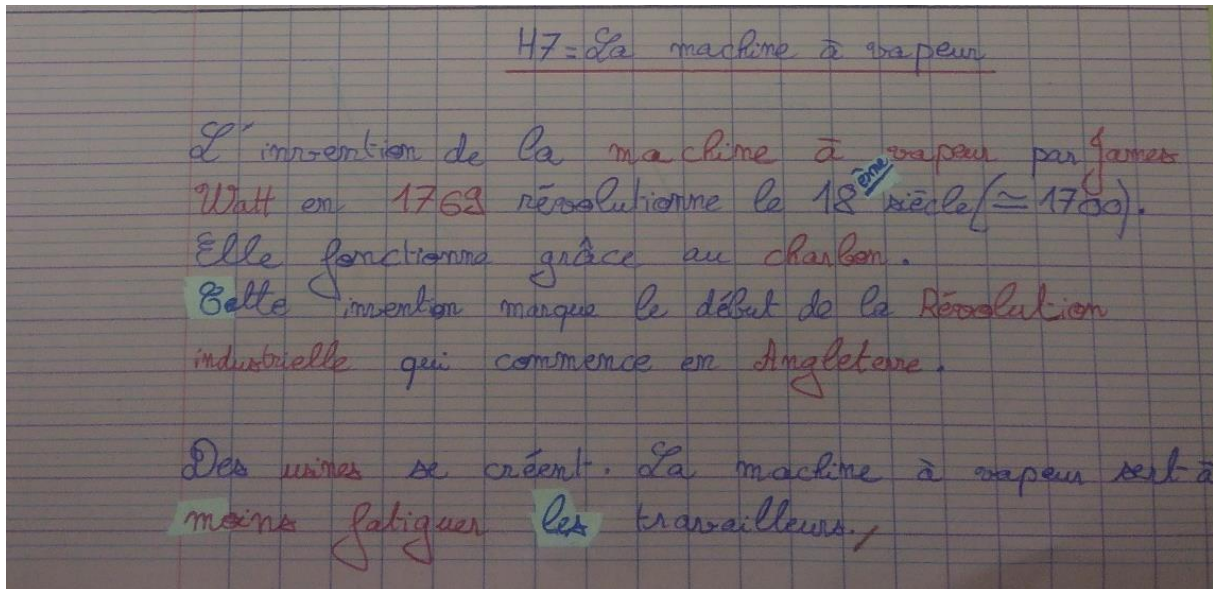 H7 = La machine à vapeur
L'invention de la machine à vapeur par James
Watt en 1769 révolutionne le 18ème siècle (≃ 1700).
Elle fonctionne grâce au charbon.
Cette invention marque le début de la Révolution
industrielle qui commence en Angleterre.
Des usines se créent. La machine à vapeur sert à
moins fatiguer les travailleurs.